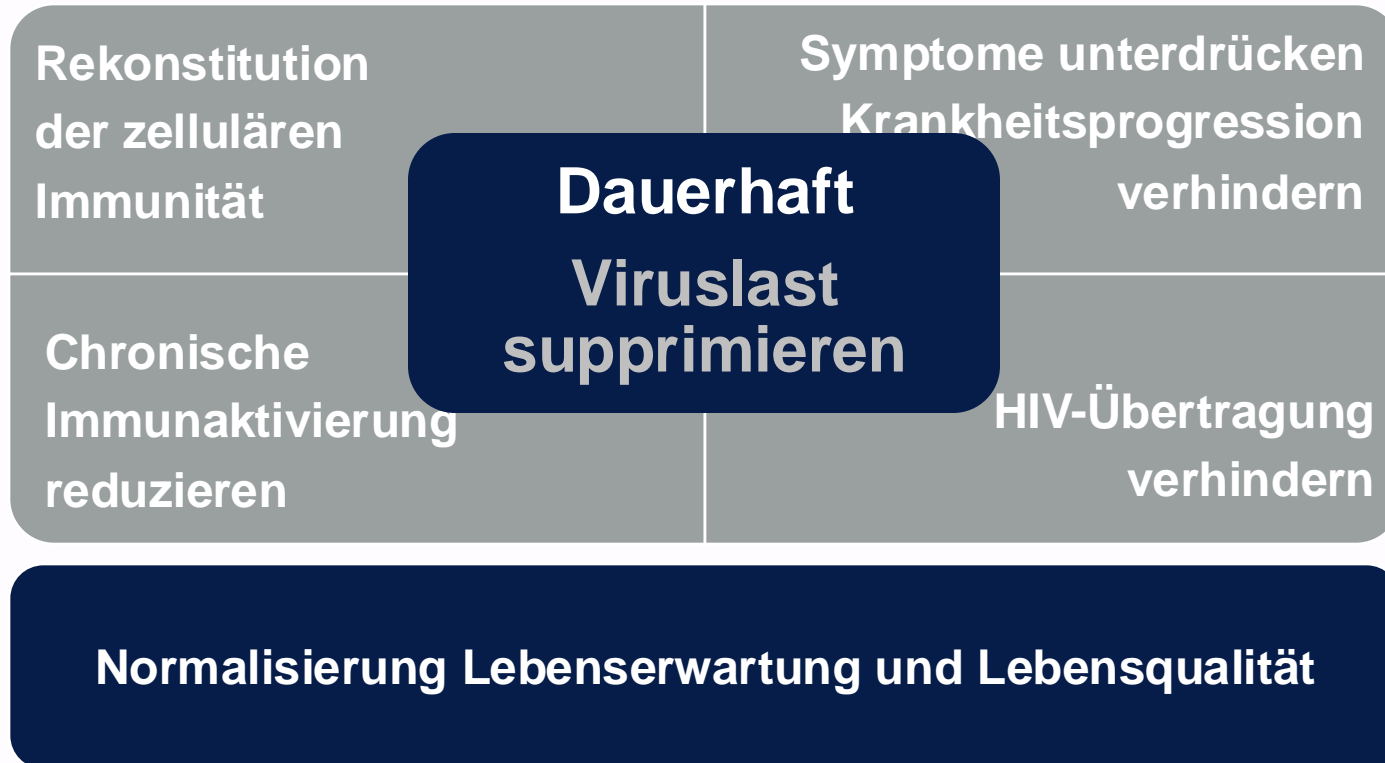 Rekonstitution
der zellulären
Immunität
Symptome unterdrücken
Krankheitsprogression
verhindern
Dauerhaft
Viruslast
supprimieren
Chronische
Immunaktivierung
reduzieren
HIV-Übertragung
verhindern
Normalisierung Lebenserwartung und Lebensqualität